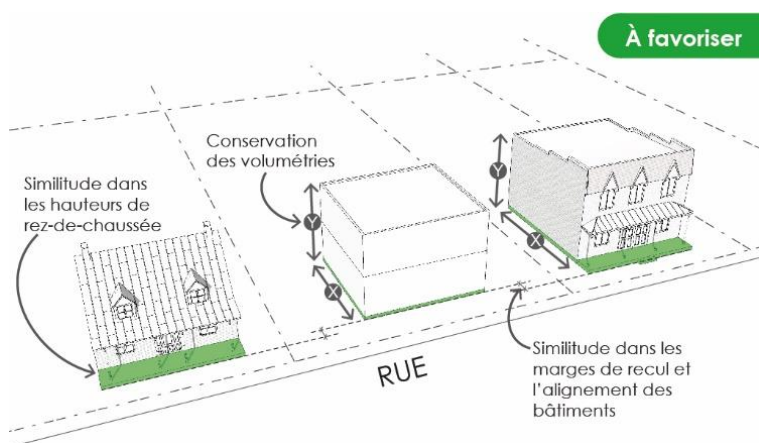 À favoriser
Conservation
des volumétries
Similitude dans
les hauteurs de
rez-de-chaussée
Y
X
Y
X
RUE
Similitude dans les
marges de recul et
l'alignement des
bâtiments